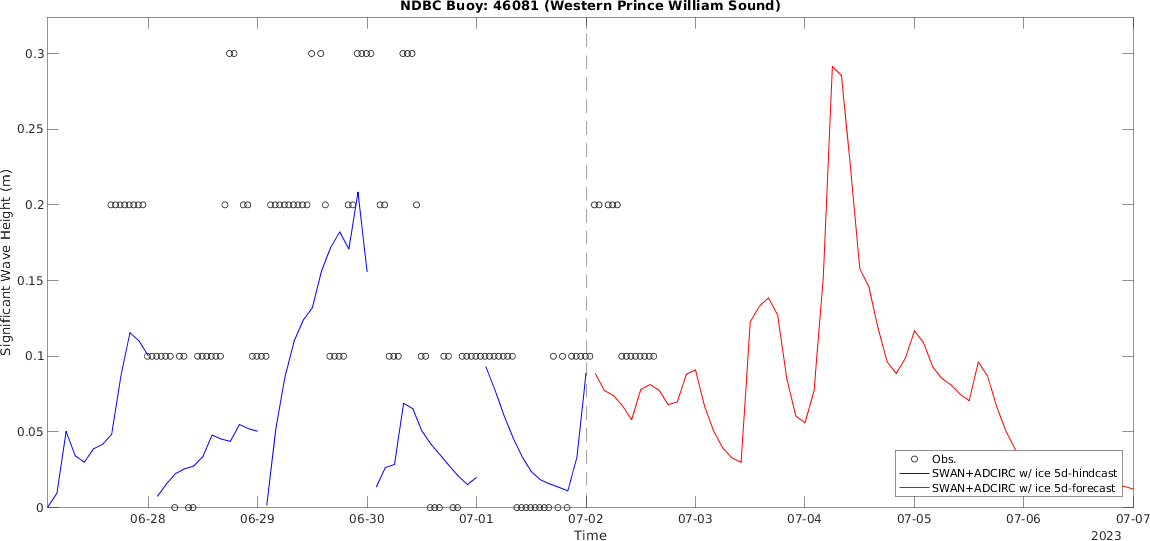 NDBC Buoy: 46081 (Western Prince William Sound)
0.3
0.25
0.2
0.15
0.1
0.05
0
Significant Wave Height (m)
Obs.
SWAN+ADCIRC w/ ice 5d-hindcast
SWAN+ADCIRC w/ ice 5d-forecast
06-28 06-29 06-30 07-01 07-02 07-03 07-04 07-05 07-06 07-07
Time
2023